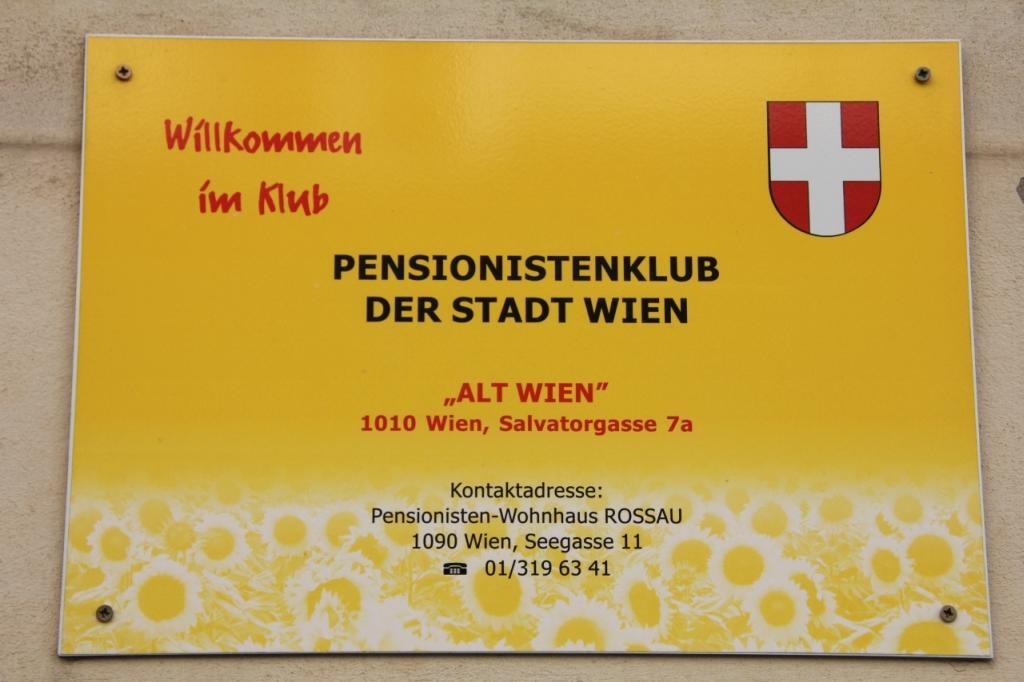 Willkommen
im Klub
PENSIONISTENKLUB
DER STADT WIEN
„ALT WIEN”
1010 Wien, Salvatorgasse 7a
Kontaktadresse:
Pensionisten-Wohnhaus ROSSAU
1090 Wien, Seegasse 11
☎ 01/319 63 41